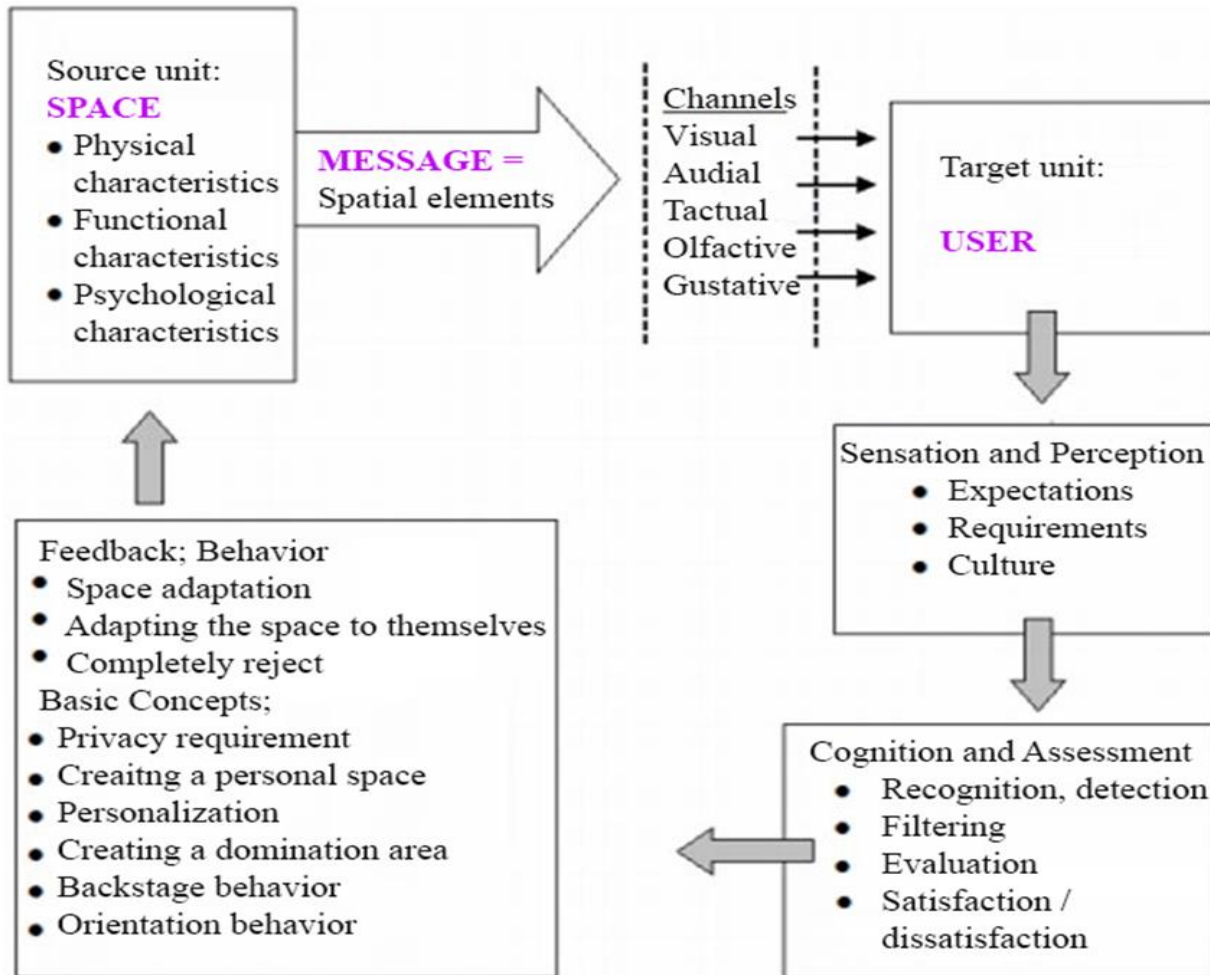 Source unit:
SPACE
• Physical
characteristics
• Functional
characteristics
• Psychological
characteristics
MESSAGE =
Spatial elements
Channels
Visual
Audial
Tactual
Olfactive
Gustative
Target unit:
USER
Sensation and Perception
• Expectations
• Requirements
• Culture
Cognition and Assessment
• Recognition, detection
• Filtering
• Evaluation
• Satisfaction /
dissatisfaction
Feedback; Behavior
• Space adaptation
• Adapting the space to themselves
• Completely reject
Basic Concepts;
• Privacy requirement
• Creaitng a personal space
• Personalization
• Creating a domination area
• Backstage behavior
• Orientation behavior